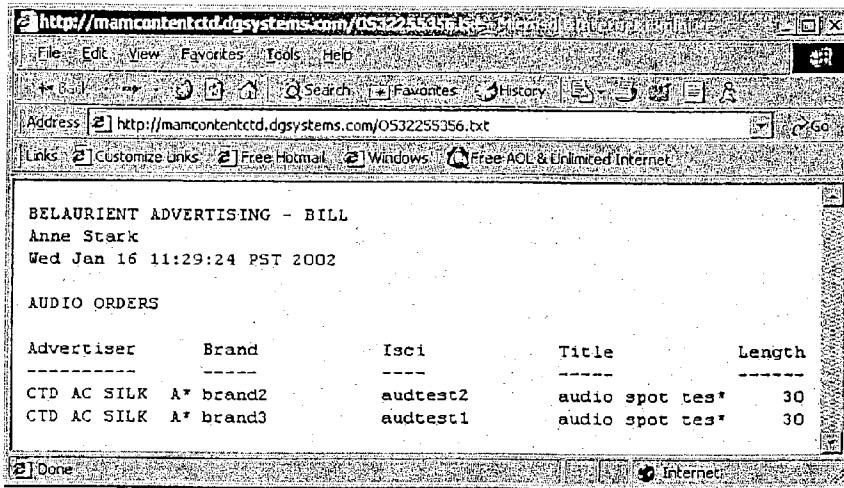 http://mamcontentctd.dgsystems.com/0532255356.txt
File Edit View Favorites Tools Help
Search Favorites History
Address http://mamcontentctd.dgsystems.com/0532255356.txt Go
Links Customize Links Free Hotmail Windows Free AOL & Unlimited Internet
BELAURIENT ADVERTISING - BILL
Anne Stark
Wed Jan 16 11:29:24 PST 2002
AUDIO ORDERS
Advertiser Brand Isci Title Length
---------- ----- ---- ----- ------
CTD AC SILK A* brand2 audtest2 audio spot tes* 30
CTD AC SILK A* brand3 audtest1 audio spot tes* 30
Done Internet